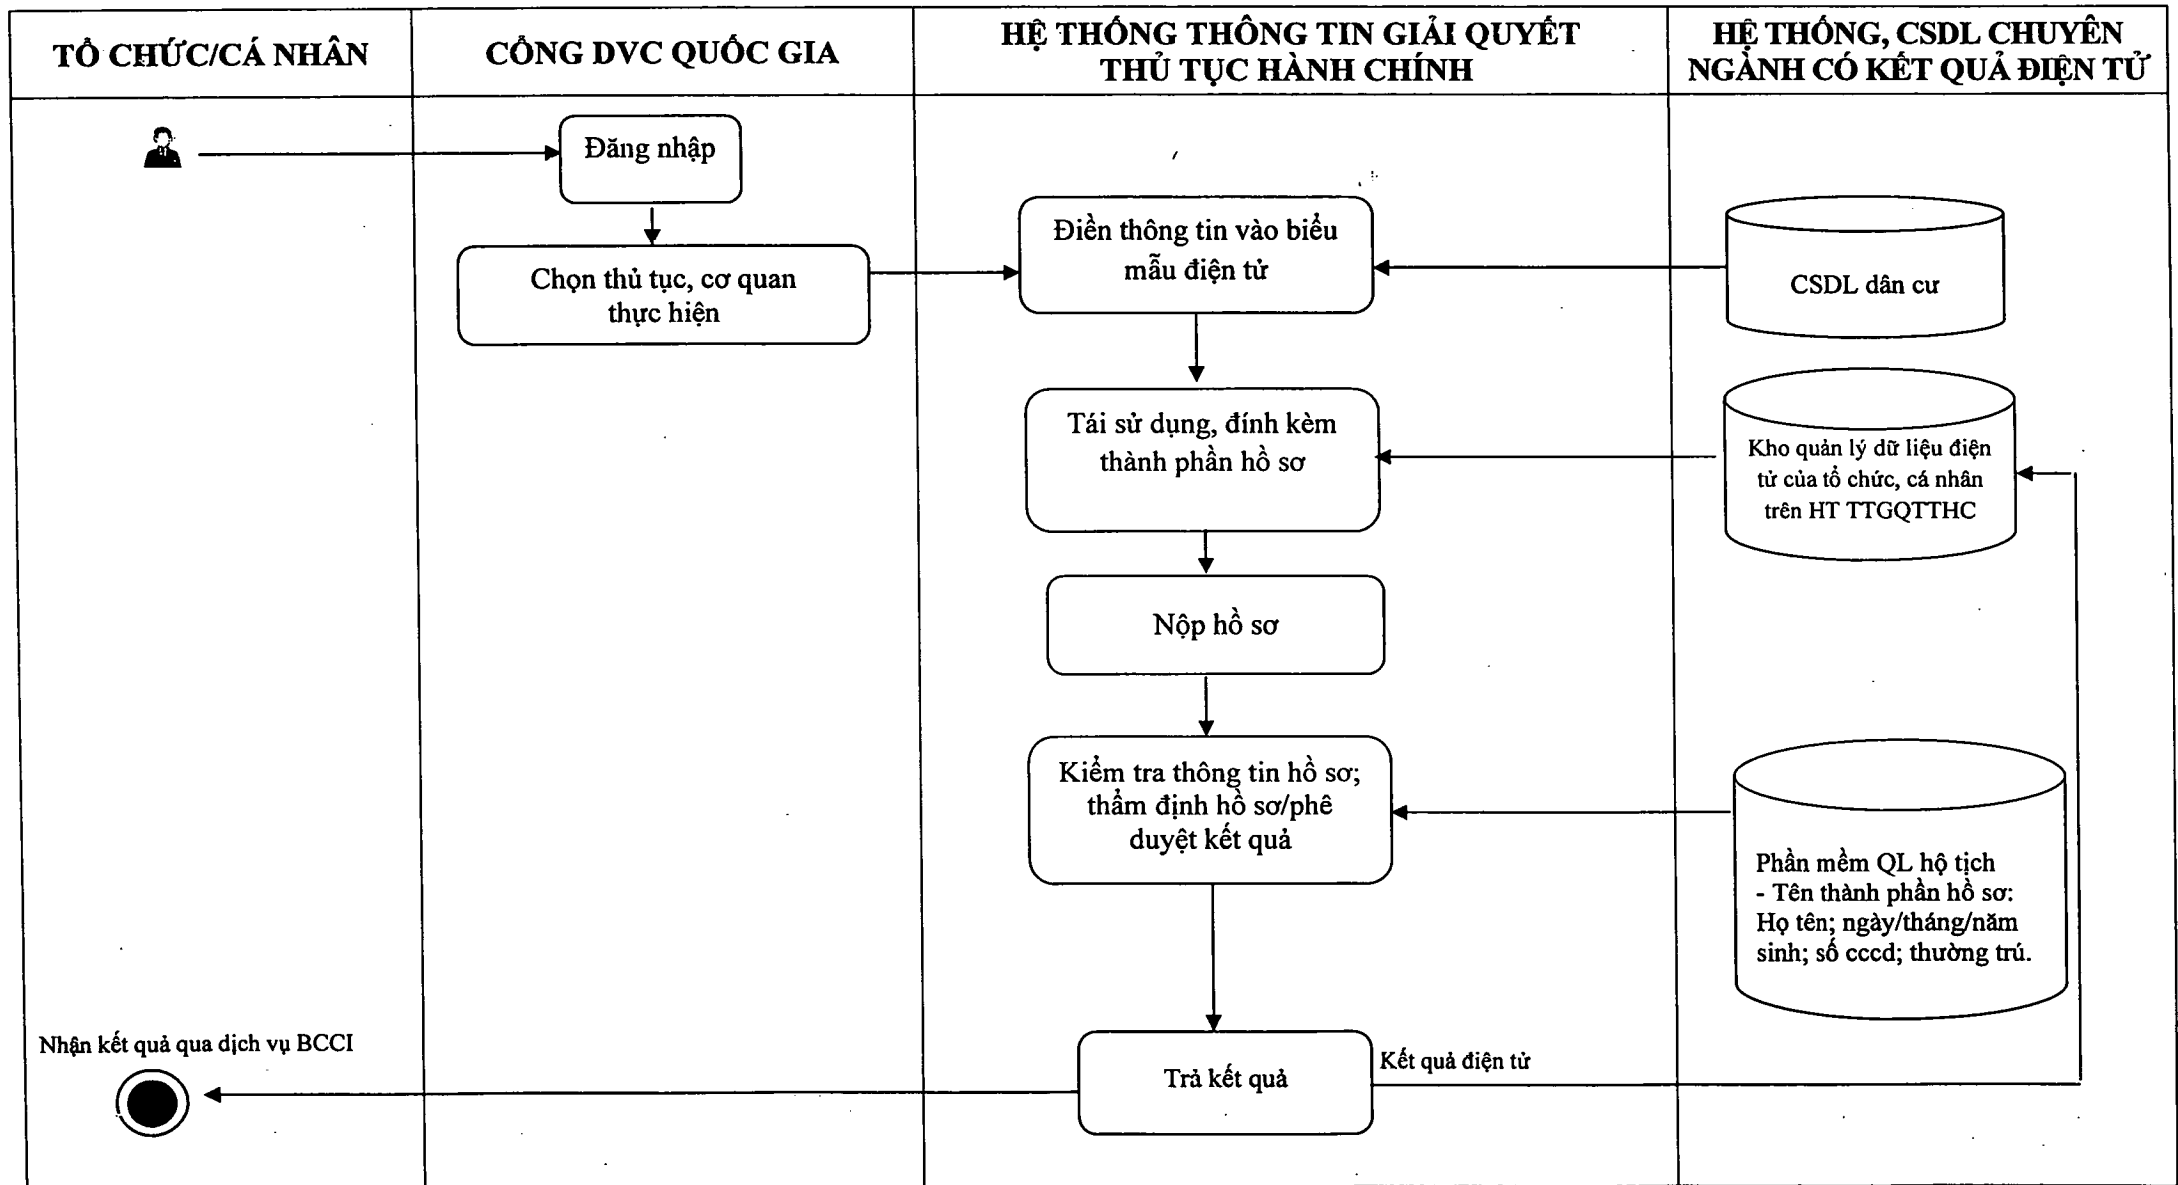 TỔ CHỨC/CÁ NHÂN
CỔNG DVC QUỐC GIA
HỆ THỐNG THÔNG TIN GIẢI QUYẾT
THỦ TỤC HÀNH CHÍNH
HỆ THỐNG, CSDL CHUYÊN
NGÀNH CÓ KẾT QUẢ ĐIỆN TỬ
Đăng nhập
Chọn thủ tục, cơ quan
thực hiện
Điền thông tin vào biểu
mẫu điện tử
CSDL dân cư
Tái sử dụng, đính kèm
thành phần hồ sơ
Kho quản lý dữ liệu điện
tử của tổ chức, cá nhân
trên HT TTGQTTHC
Nộp hồ sơ
Kiểm tra thông tin hồ sơ;
thẩm định hồ sơ/phê
duyệt kết quả
Phần mềm QL hộ tịch
- Tên thành phần hồ sơ:
Họ tên; ngày/tháng/năm
sinh; số cccd; thường trú.
Nhận kết quả qua dịch vụ BCCI
Trả kết quả
Kết quả điện tử